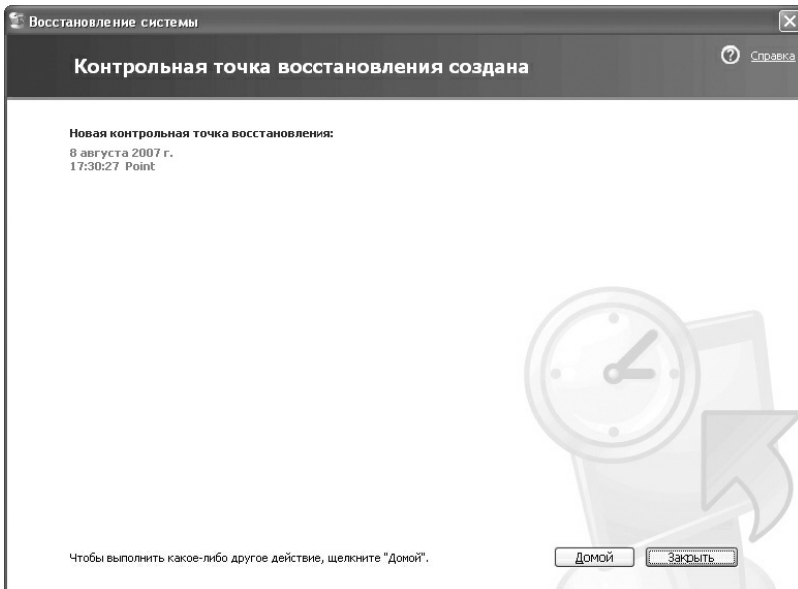 Восстановление системы
Контрольная точка восстановления создана
Справка
Новая контрольная точка восстановления:
8 августа 2007 г.
17:30:27 Point
Чтобы выполнить какое-либо другое действие, щелкните "Домой".
Домой
Закрыть